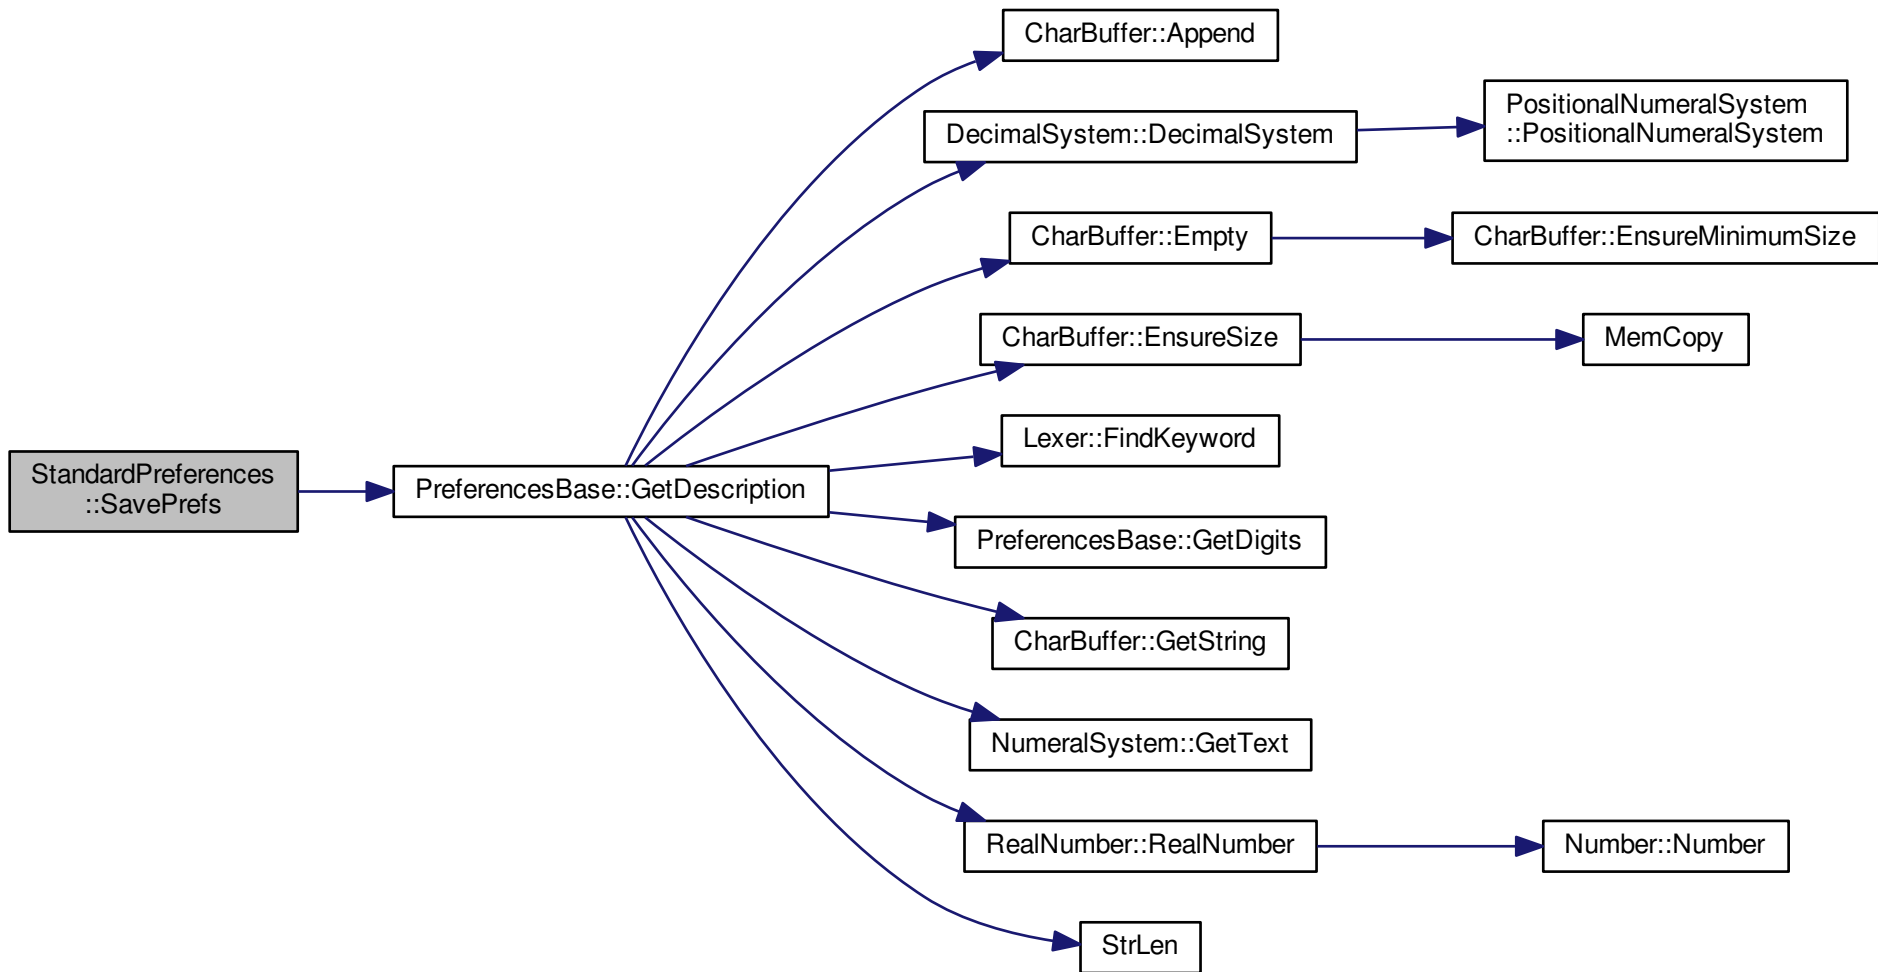 CharBuffer::Append
DecimalSystem::DecimalSystem
PositionalNumeralSystem
::PositionalNumeralSystem
CharBuffer::Empty
CharBuffer::EnsureMinimumSize
CharBuffer::EnsureSize
MemCopy
Lexer::FindKeyword
StandardPreferences
::SavePrefs
PreferencesBase::GetDescription
PreferencesBase::GetDigits
CharBuffer::GetString
NumeralSystem::GetText
RealNumber::RealNumber
Number::Number
StrLen